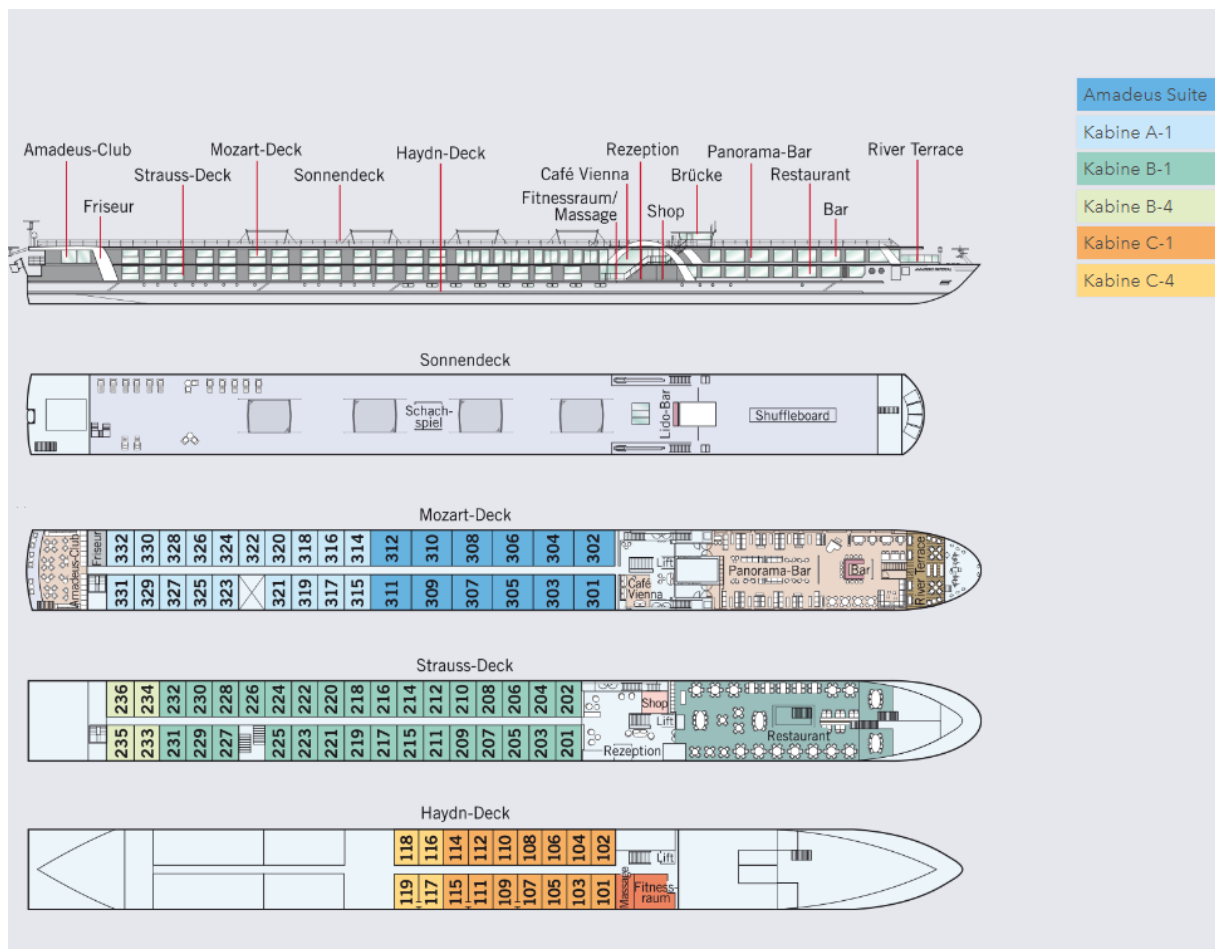 Amadeus Suite
Kabine A-1
Kabine B-1
Kabine B-4
Kabine C-1
Kabine C-4
Amadeus-Club
Mozart-Deck
Haydn-Deck
Rezeption
Panorama-Bar
River Terrace
Strauss-Deck
Sonnendeck
Café Vienna
Brücke
Restaurant
Friseur
Fitnessraum/
Massage
Shop
Bar
Sonnendeck
Schach-
spiel
Lido-Bar
Shuffleboard
Mozart-Deck
Amadeus-Club
Friseur
332 330 328 326 324 322 320 318 316 314 312 310 308 306 304 302
331 329 327 325 323 321 319 317 315 311 309 307 305 303 301
Lift
Café
Vienna
Panorama-Bar
Bar
River Terrace
Strauss-Deck
236 234 232 230 228 226 224 222 220 218 216 214 212 210 208 206 204 202
235 233 231 229 227 225 223 221 219 217 215 211 209 207 205 203 201
Shop
Lift
Rezeption
Restaurant
Haydn-Deck
118 116 114 112 110 108 106 104 102
119 117 115 111 109 107 105 103 101
Lift
Massage
Fitness-
raum